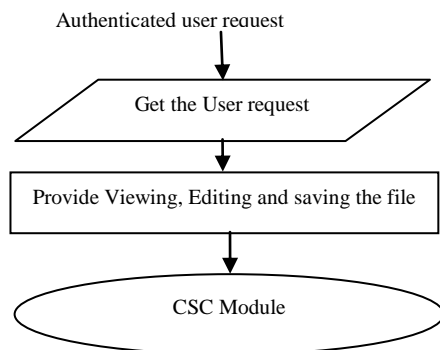 Authenticated user request
Get the User request
Provide Viewing, Editing and saving the file
CSC Module